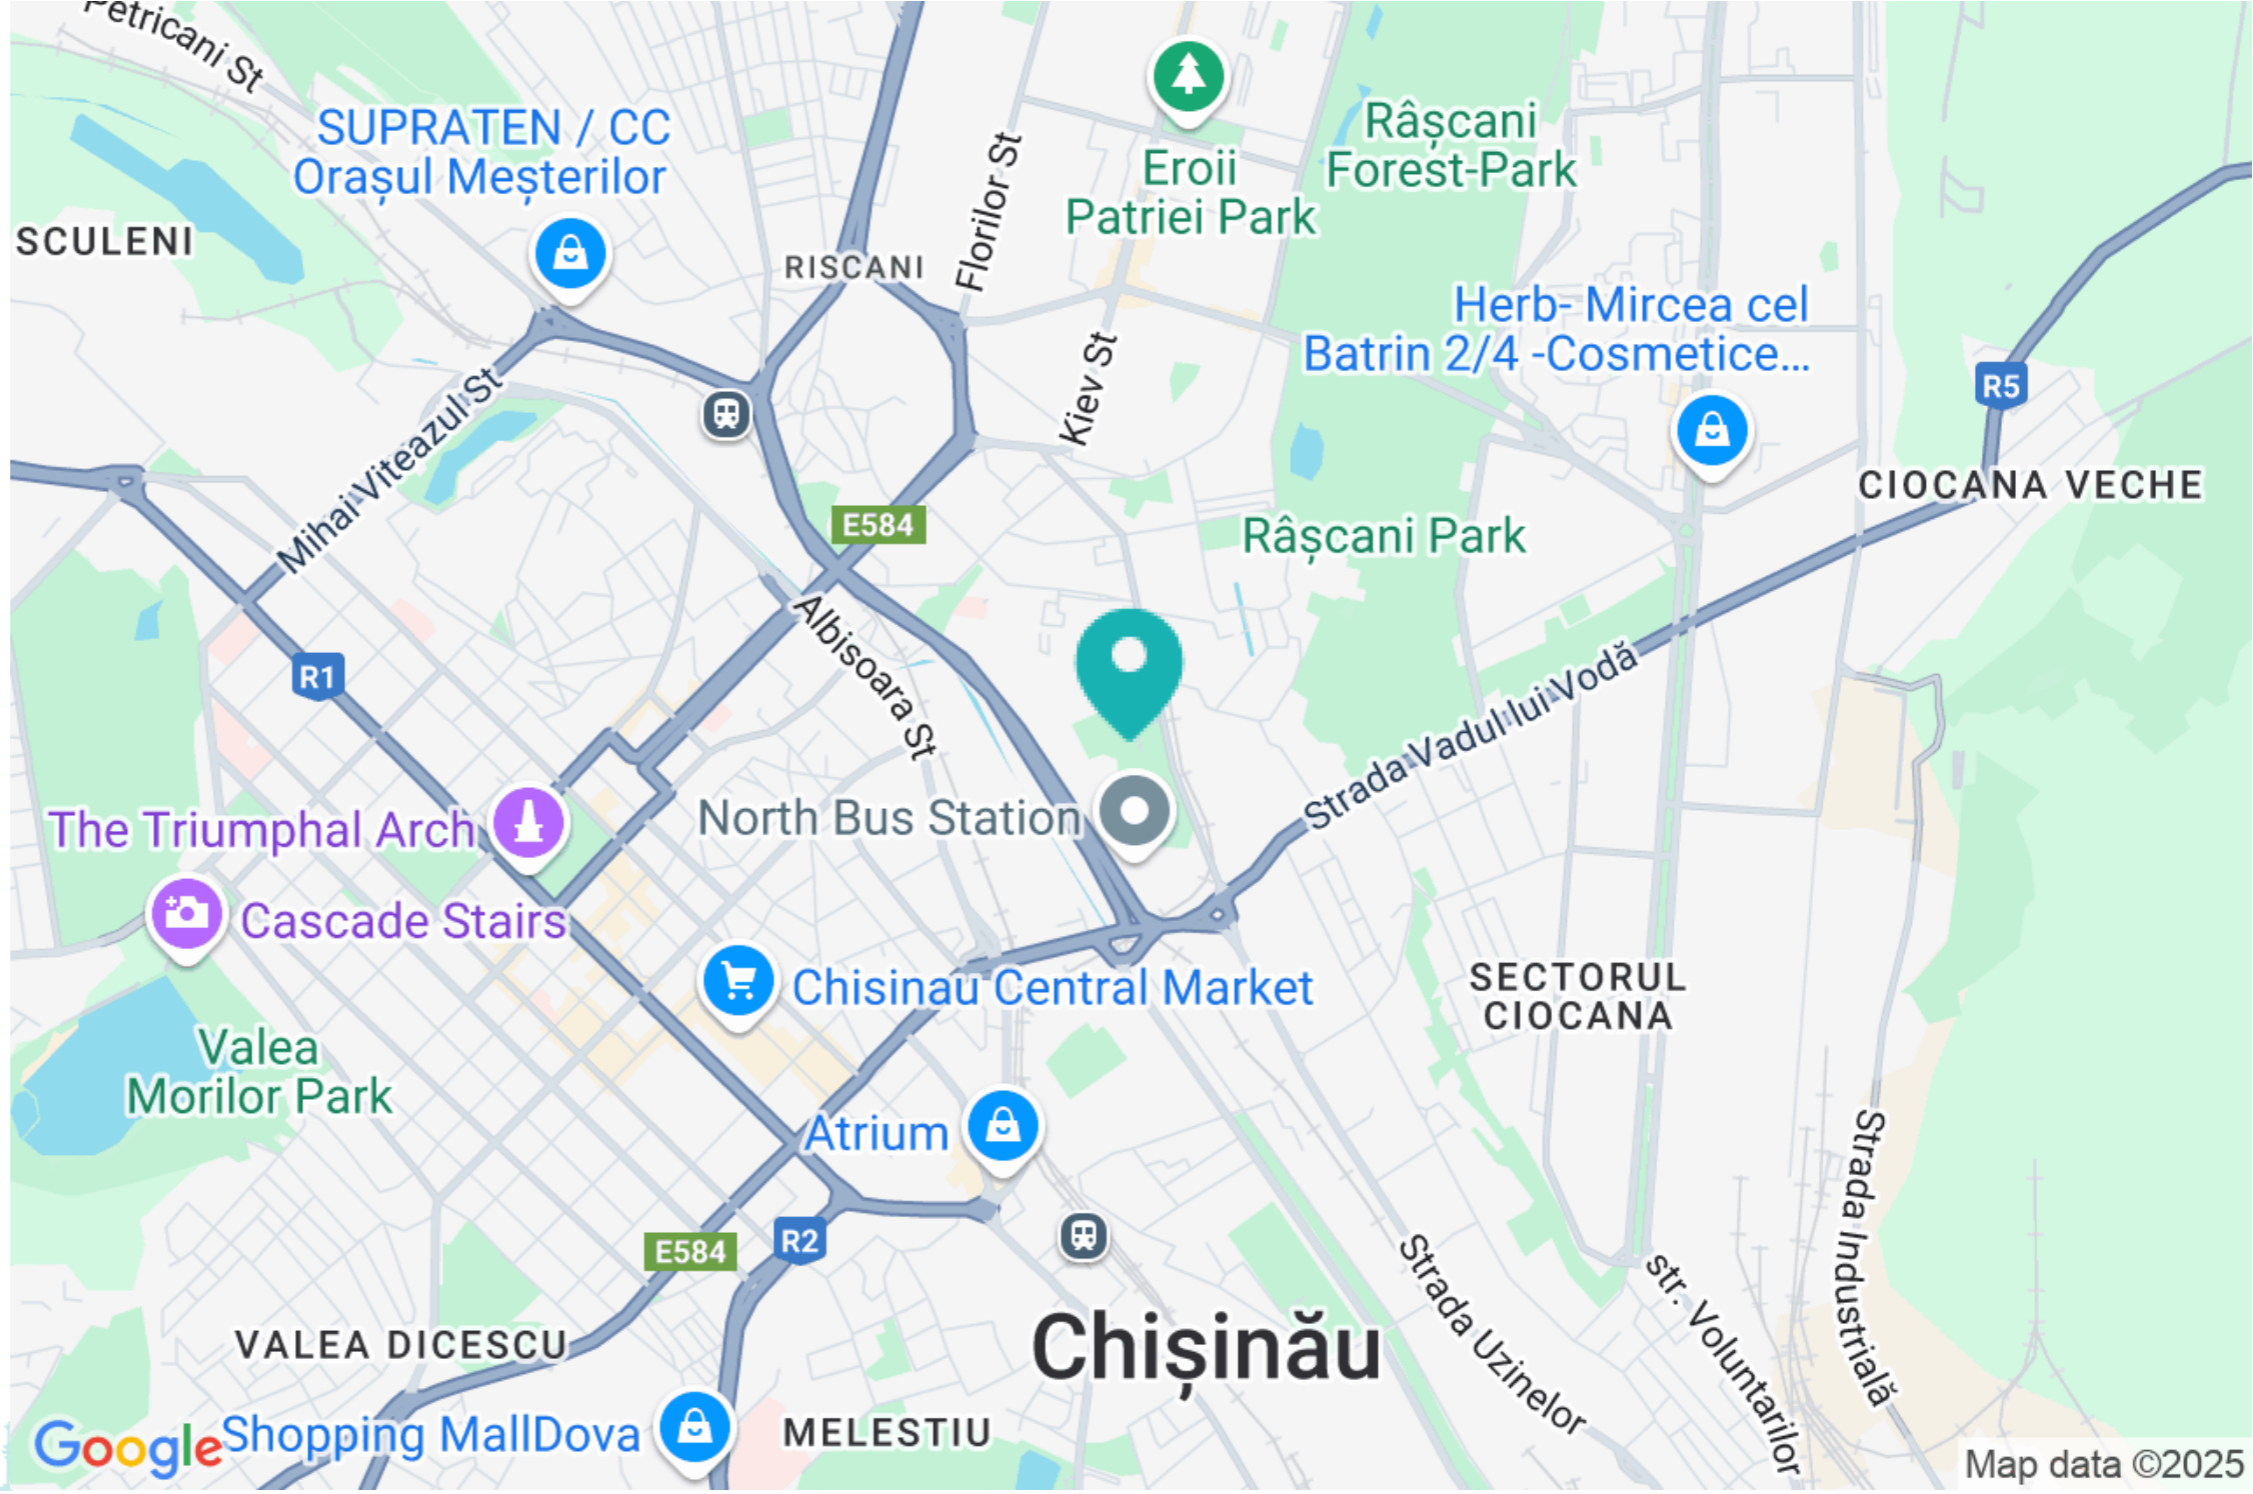 Petricani St
SUPRATEN / CC
Orașul Meșterilor
SCULENI
RISCANI
Florilor St
Eroii
Patriei Park
Râșcani
Forest-Park
Herb- Mircea cel
Batrin 2/4 -Cosmetice...
Kiev St
R5
Mihai Viteazul St
CIOCANA VECHE
E584
Râșcani Park
Albisoara St
R1
Strada Vadul lui Vodă
North Bus Station
The Triumphal Arch
Cascade Stairs
Chisinau Central Market
SECTORUL
CIOCANA
Valea
Morilor Park
Atrium
Strada Industrială
E584
R2
Strada Uzinelor
str. Voluntarilor
VALEA DICESCU
Chișinău
Google
Shopping MallDova
MELESTIU
Map data ©2025